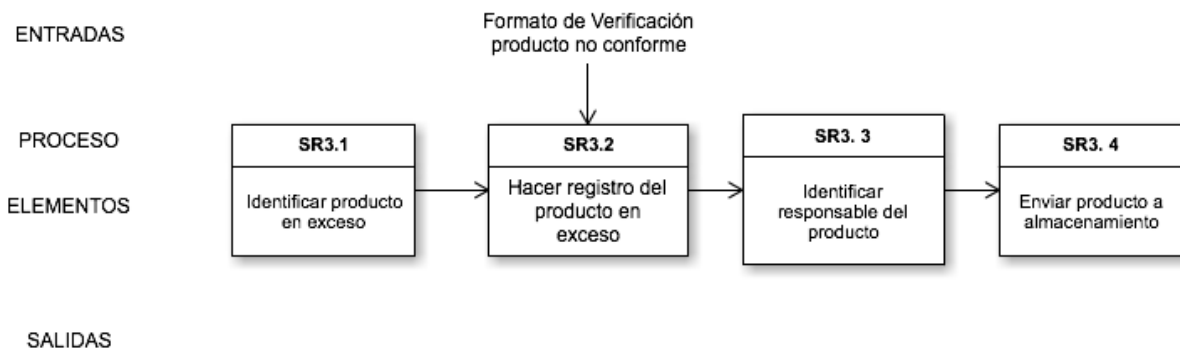 ENTRADAS
Formato de Verificación
producto no conforme
PROCESO
ELEMENTOS
SR3.1
Identificar producto
en exceso
SR3.2
Hacer registro del
producto en
exceso
SR3. 3
Identificar
responsable del
producto
SR3. 4
Enviar producto a
almacenamiento
SALIDAS